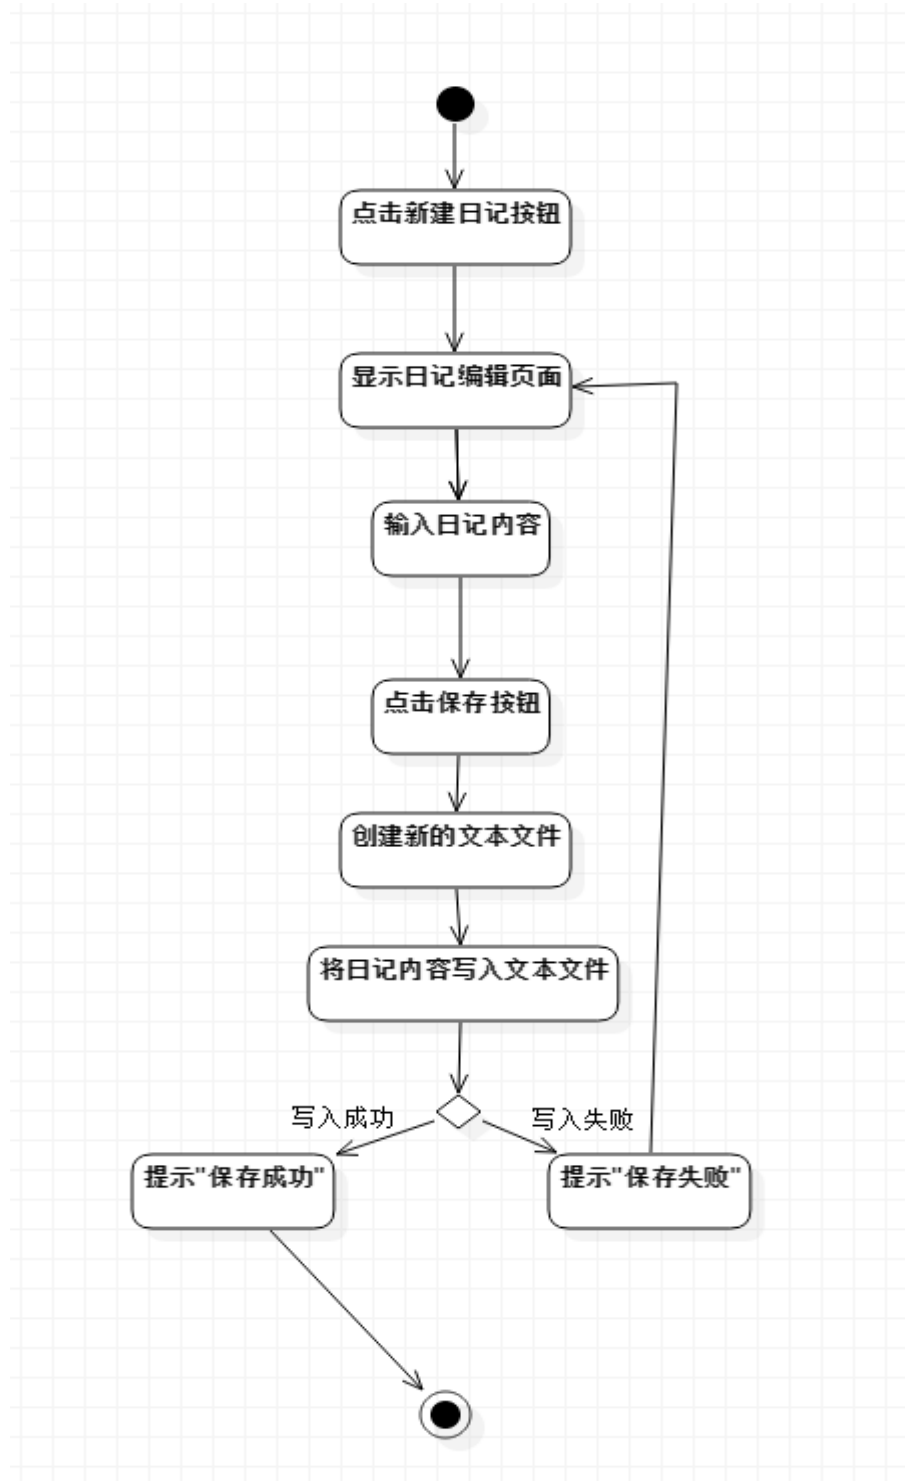 点击新建日记按钮
显示日记编辑页面
输入日记内容
点击保存按钮
创建新的文本文件
将日记内容写入文本文件
写入成功
写入失败
提示"保存成功"
提示"保存失败"